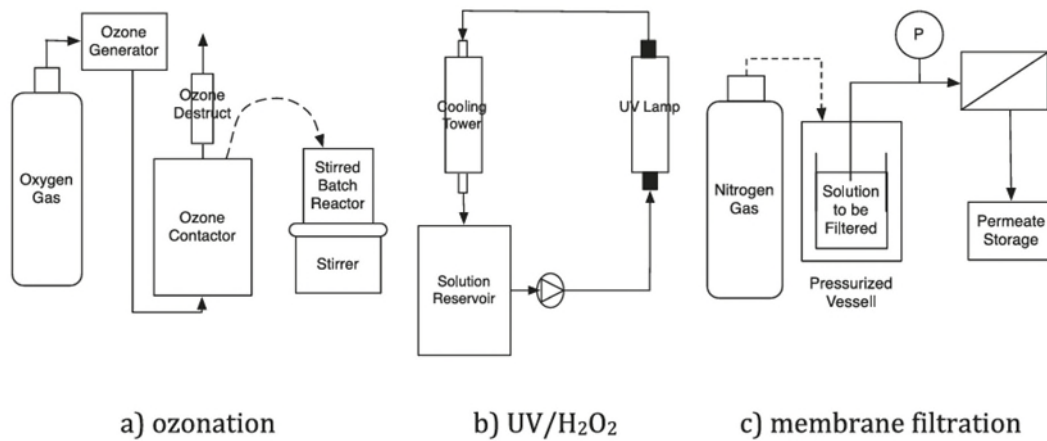 Ozone
Generator
Ozone
Destruct
Oxygen
Gas
Ozone
Contactor
Stirred
Batch
Reactor
Stirrer
a) ozonation
Cooling
Tower
UV Lamp
Solution
Reservoir
b) UV/H₂O₂
P
Nitrogen
Gas
Solution
to be
Filtered
Pressurized
Vessell
Permeate
Storage
c) membrane filtration